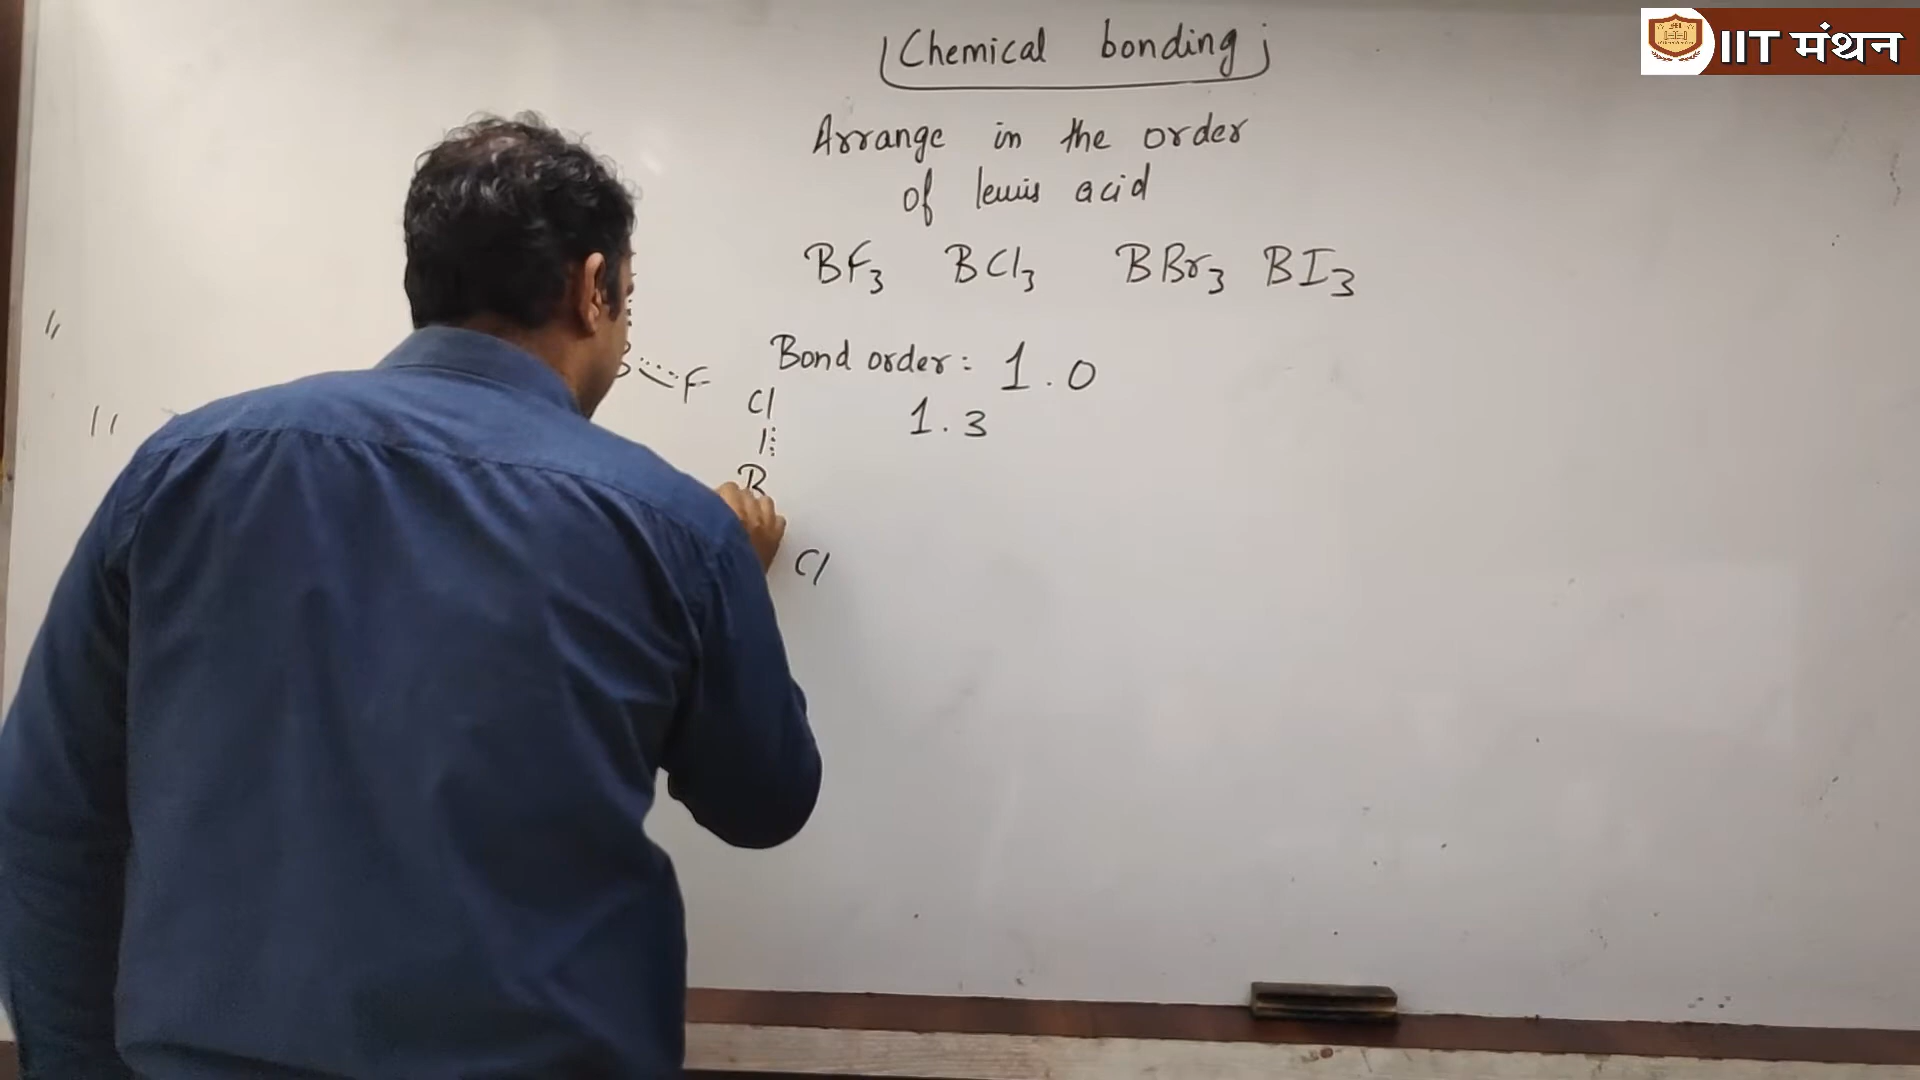 IIT मंथन
Chemical bonding
Arrange in the order
of lewis acid
BF3 BCl3 BBr3 BI3
Bond order: 1.0
1.3
F
Cl
B
Cl